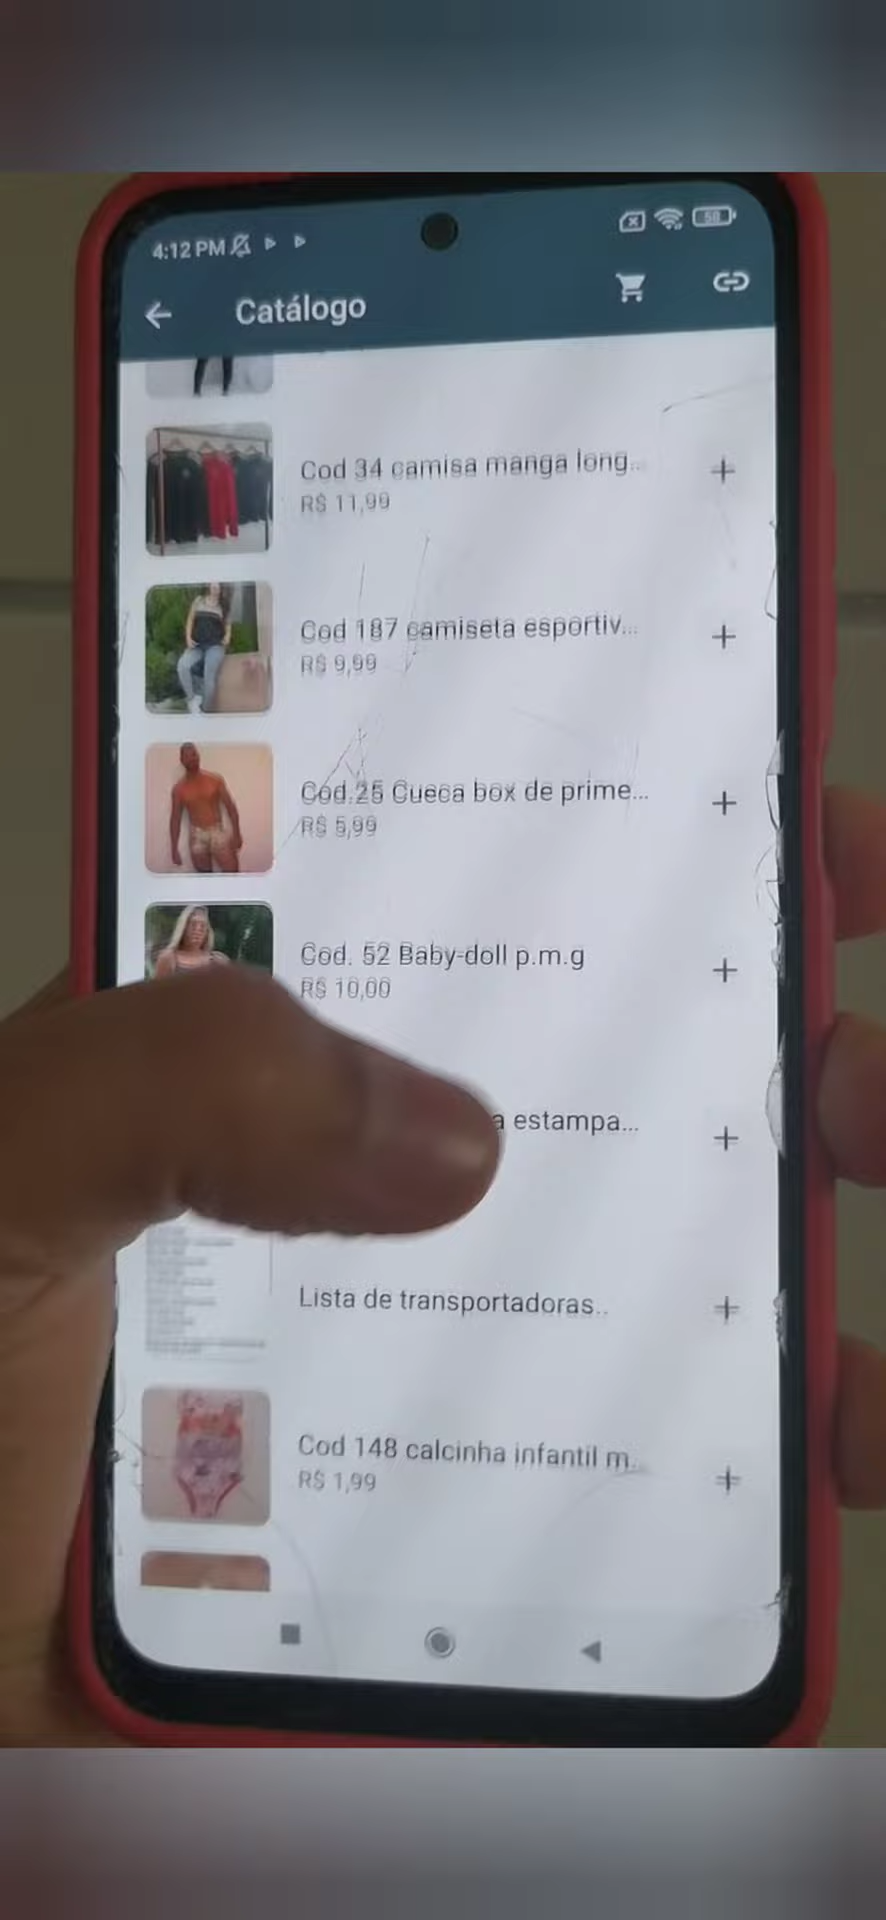 4:12 PM
58
Catálogo
Cod 34 camisa manga long...
R$ 11,99
Cod 187 camiseta esportiv...
R$ 9,99
Cod.25 Cueca box de prime...
R$ 5,99
Cod. 52 Baby-doll p.m.g
R$ 10,00
a estampa...
Lista de transportadoras..
Cod 148 calcinha infantil m...
R$ 1,99